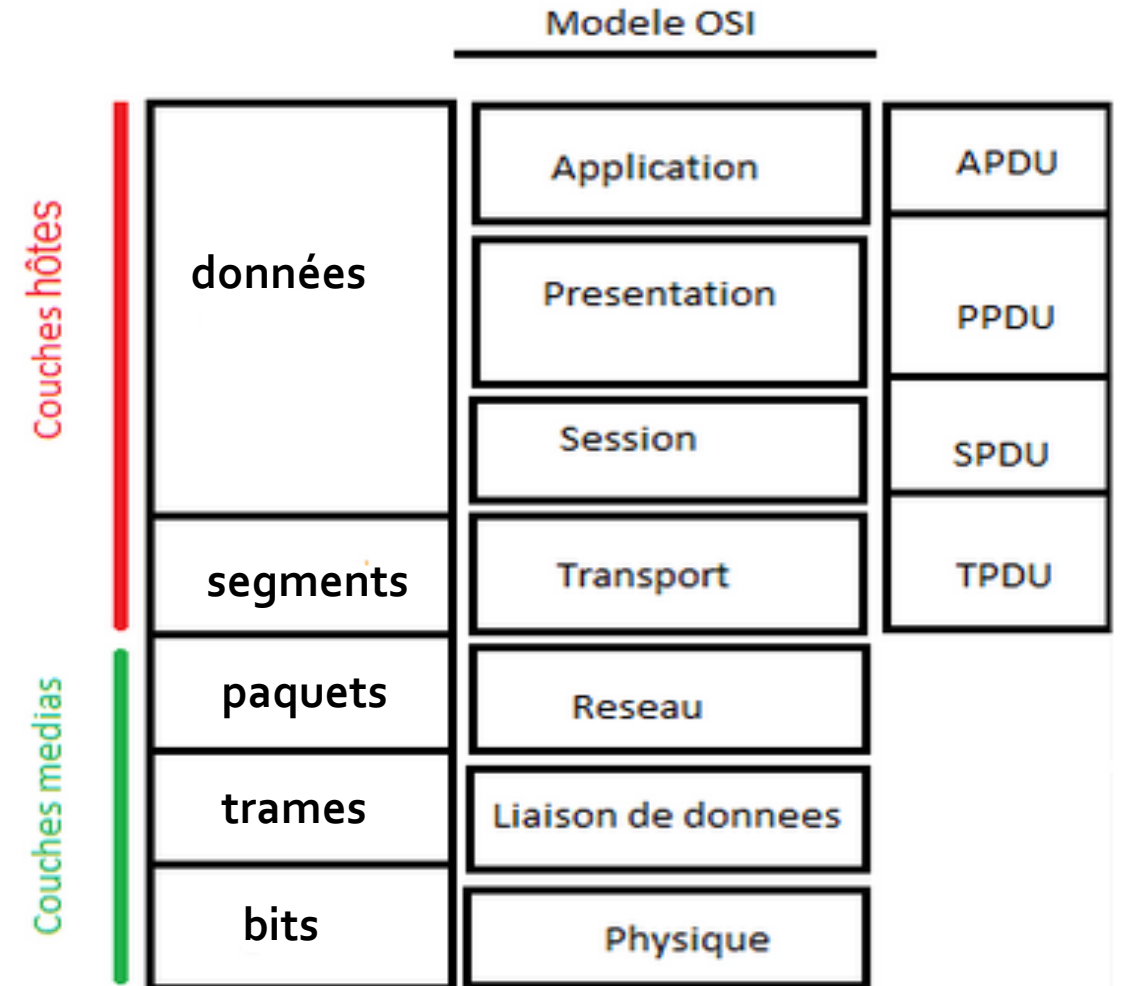 Modele OSI
Couches hôtes
données
Application
APDU
Presentation
PPDU
Session
SPDU
segments
Transport
TPDU
Couches medias
paquets
Reseau
trames
Liaison de donnees
bits
Physique